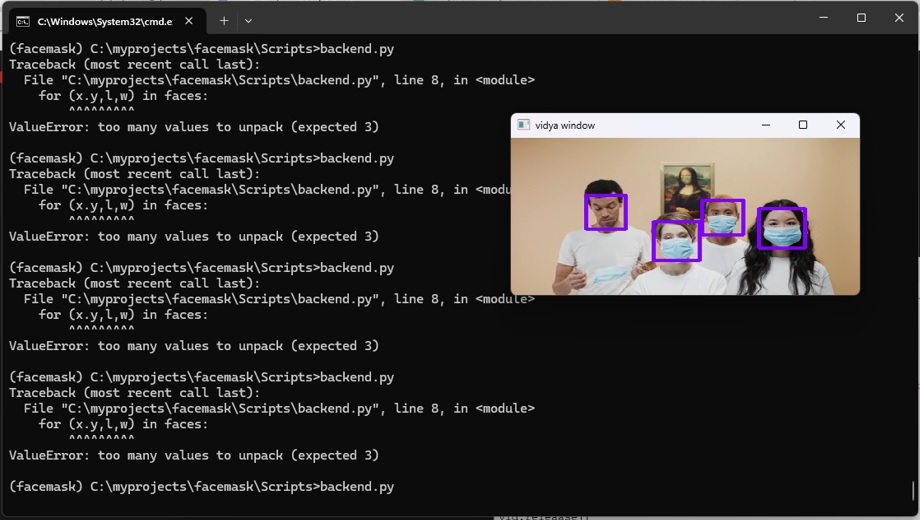 C:\Windows\System32\cmd.e
(facemask) C:\myprojects\facemask\Scripts>backend.py
Traceback (most recent call last):
  File "C:\myprojects\facemask\Scripts\backend.py", line 8, in <module>
    for (x.y,l,w) in faces:
        ^^^^^^^^^
ValueError: too many values to unpack (expected 3)
(facemask) C:\myprojects\facemask\Scripts>backend.py
Traceback (most recent call last):
  File "C:\myprojects\facemask\Scripts\backend.py", line 8, in <modu
    for (x.y,l,w) in faces:
        ^^^^^^^^^
ValueError: too many values to unpack (expected 3)
(facemask) C:\myprojects\facemask\Scripts>backend.py
Traceback (most recent call last):
  File "C:\myprojects\facemask\Scripts\backend.py", line 8, in <module>
    for (x.y,l,w) in faces:
        ^^^^^^^^^
ValueError: too many values to unpack (expected 3)
(facemask) C:\myprojects\facemask\Scripts>backend.py
Traceback (most recent call last):
  File "C:\myprojects\facemask\Scripts\backend.py", line 8, in <module>
    for (x.y,l,w) in faces:
        ^^^^^^^^^
ValueError: too many values to unpack (expected 3)
(facemask) C:\myprojects\facemask\Scripts>backend.py
vidya window